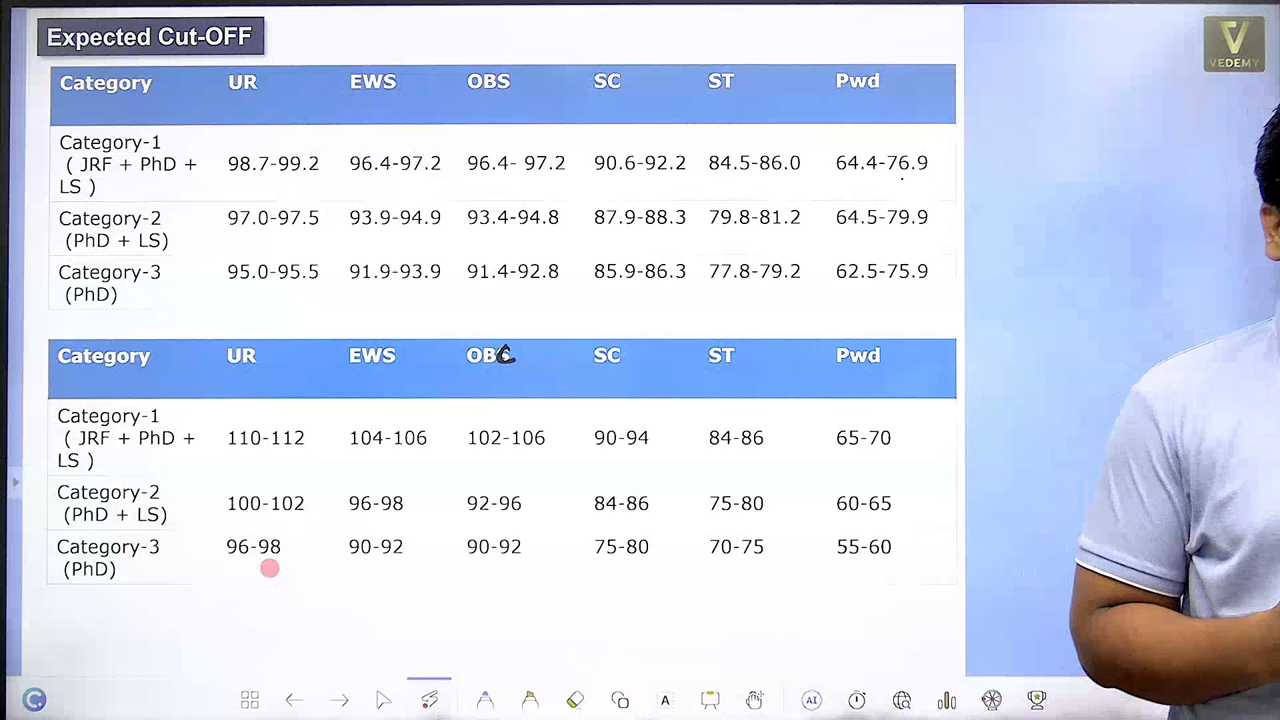 Expected Cut-OFF
VEDEMY
Category UR EWS OBS SC ST Pwd
Category-1
( JRF + PhD + 98.7-99.2 96.4-97.2 96.4- 97.2 90.6-92.2 84.5-86.0 64.4-76.9
LS )
Category-2 97.0-97.5 93.9-94.9 93.4-94.8 87.9-88.3 79.8-81.2 64.5-79.9
(PhD + LS)
Category-3 95.0-95.5 91.9-93.9 91.4-92.8 85.9-86.3 77.8-79.2 62.5-75.9
(PhD)
Category UR EWS OBC SC ST Pwd
Category-1
( JRF + PhD + 110-112 104-106 102-106 90-94 84-86 65-70
LS )
Category-2 100-102 96-98 92-96 84-86 75-80 60-65
(PhD + LS)
Category-3 96-98 90-92 90-92 75-80 70-75 55-60
(PhD)
A AI